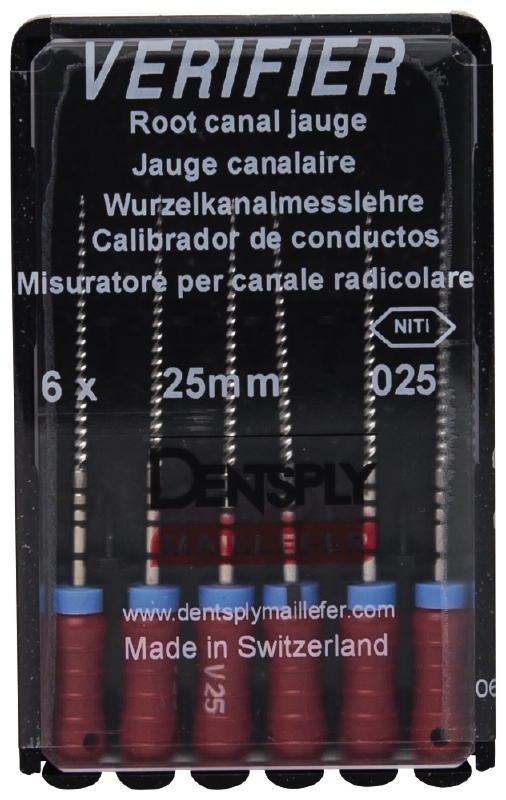 VERIFIER
Root canal jauge
Jauge canalaire
Wurzelkanalmesslehre
Calibrador de conductos
Misuratore per canale radicolare
NITI
6 x 25mm 025
DENTSPLY
MAILLEFER
www.dentsplymaillefer.com
Made in Switzerland
V25
06